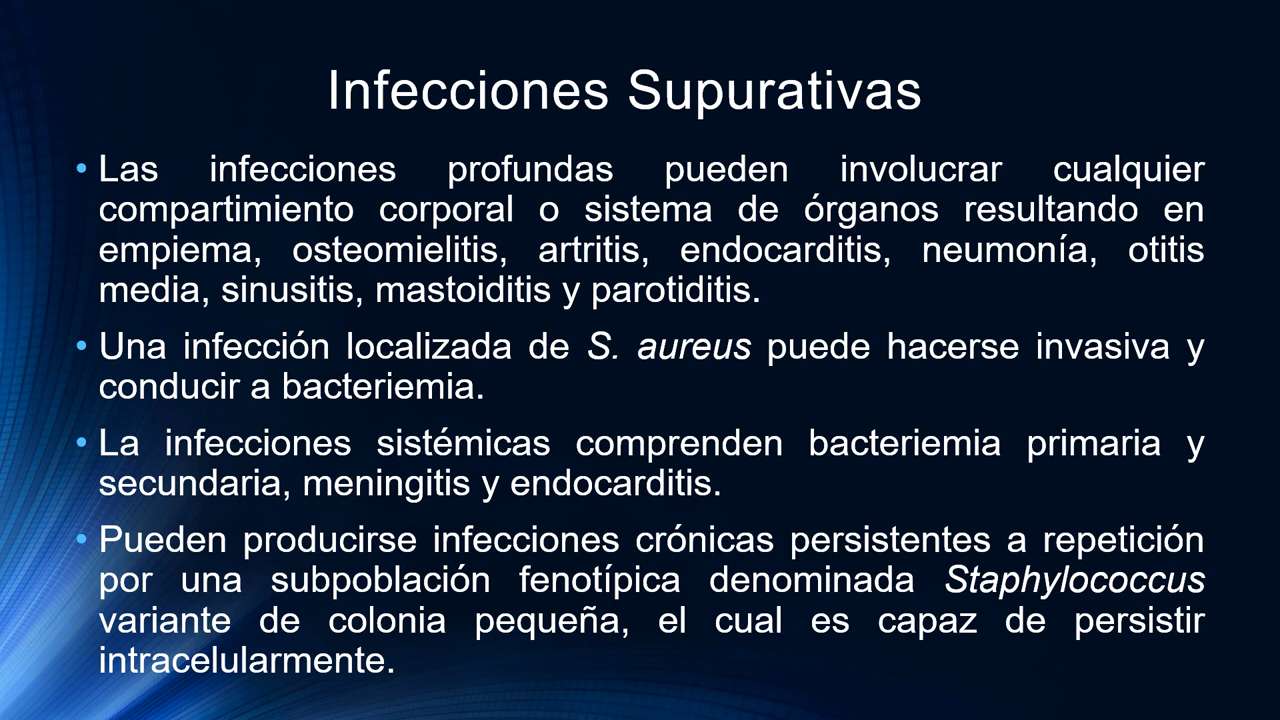 Infecciones Supurativas
• Las infecciones profundas pueden involucrar cualquier
compartimiento corporal o sistema de órganos resultando en
empiema, osteomielitis, artritis, endocarditis, neumonía, otitis
media, sinusitis, mastoiditis y parotiditis.
• Una infección localizada de S. aureus puede hacerse invasiva y
conducir a bacteriemia.
• La infecciones sistémicas comprenden bacteriemia primaria y
secundaria, meningitis y endocarditis.
• Pueden producirse infecciones crónicas persistentes a repetición
por una subpoblación fenotípica denominada Staphylococcus
variante de colonia pequeña, el cual es capaz de persistir
intracelularmente.